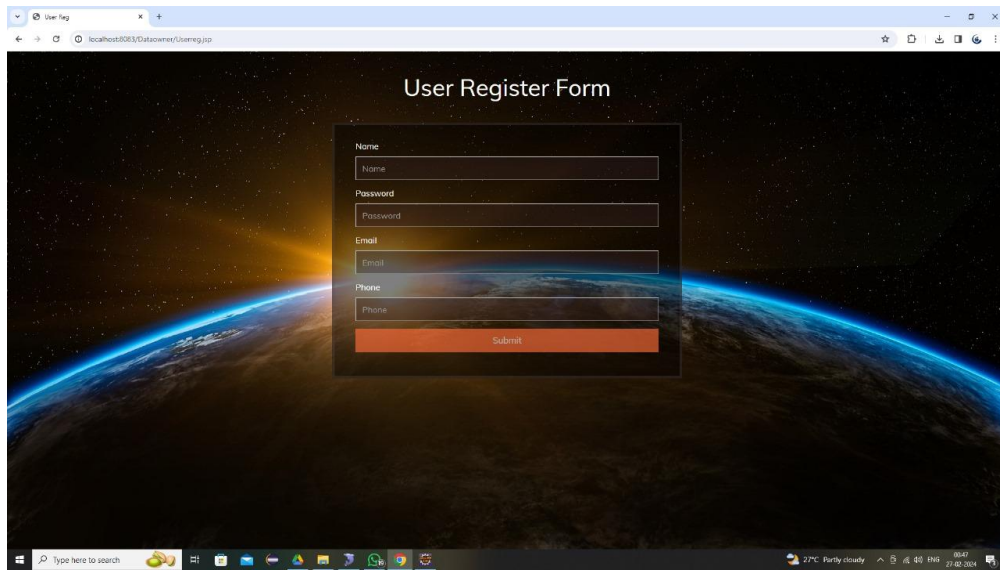 User Reg
localhost:8083/Dataowner/Userreg.jsp
User Register Form
Name
Name
Password
Password
Email
Email
Phone
Phone
Submit
Type here to search
27°C Partly cloudy
ENG
00:47
27-02-2024